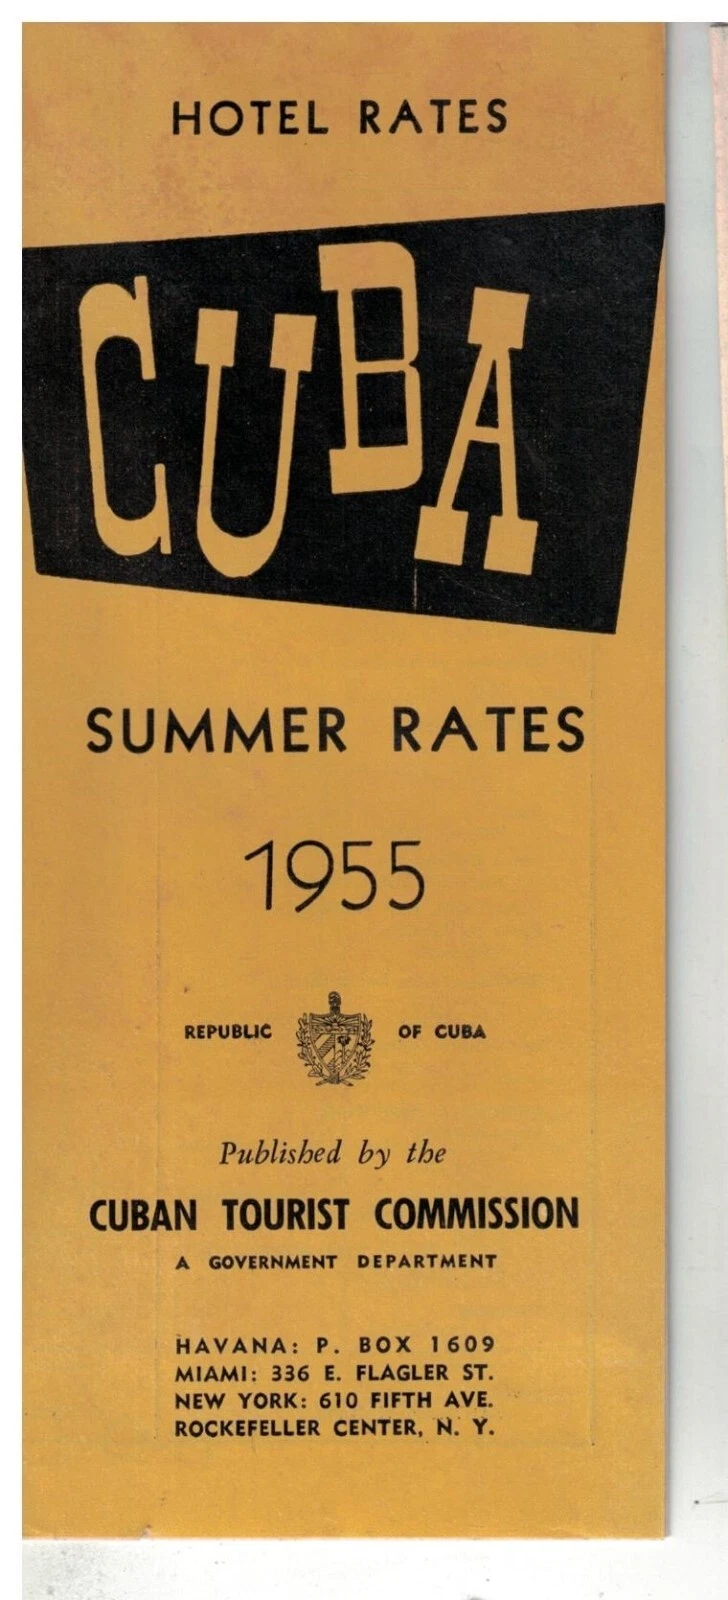 HOTEL RATES
CUBA
SUMMER RATES
1955
REPUBLIC OF CUBA
Published by the
CUBAN TOURIST COMMISSION
A GOVERNMENT DEPARTMENT
HAVANA: P. BOX 1609
MIAMI: 336 E. FLAGLER ST.
NEW YORK: 610 FIFTH AVE.
ROCKEFELLER CENTER, N. Y.